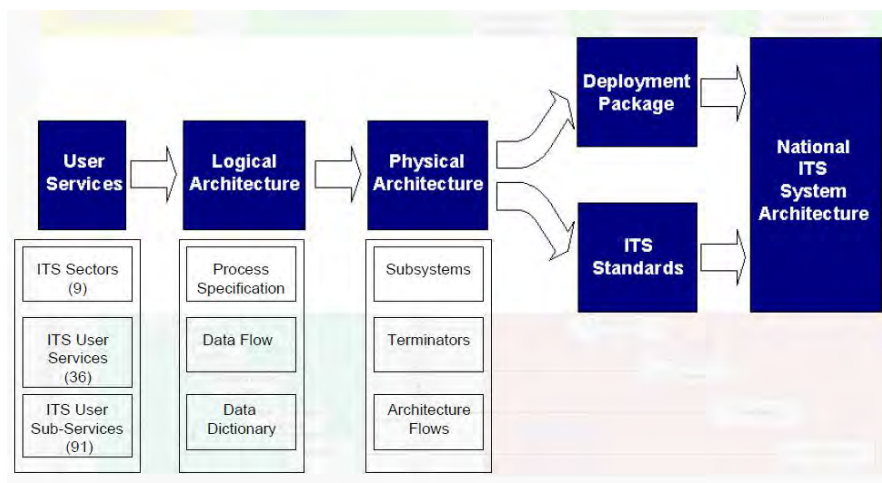 User
Services
Logical
Architecture
Physical
Architecture
Deployment
Package
ITS
Standards
National
ITS
System
Architecture
ITS Sectors
(9)
ITS User
Services
(36)
ITS User
Sub-Services
(91)
Process
Specification
Data Flow
Data
Dictionary
Subsystems
Terminators
Architecture
Flows